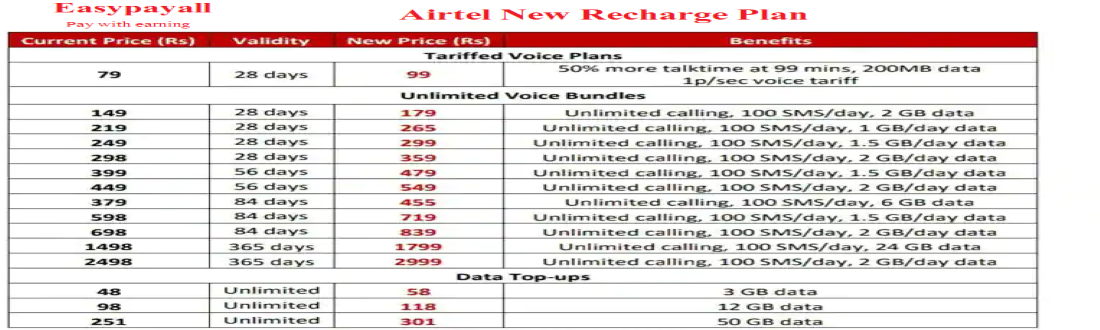 Easypayall
Pay with earning
Airtel New Recharge Plan
Current Price (Rs) Validity New Price (Rs) Benefits
Tariffed Voice Plans
79 28 days 99 50% more talktime at 99 mins, 200MB data
1p/sec voice tariff
Unlimited Voice Bundles
149 28 days 179 Unlimited calling, 100 SMS/day, 2 GB data
219 28 days 265 Unlimited calling, 100 SMS/day, 1 GB/day data
249 28 days 299 Unlimited calling, 100 SMS/day, 1.5 GB/day data
298 28 days 359 Unlimited calling, 100 SMS/day, 2 GB/day data
399 56 days 479 Unlimited calling, 100 SMS/day, 1.5 GB/day data
449 56 days 549 Unlimited calling, 100 SMS/day, 2 GB/day data
379 84 days 455 Unlimited calling, 100 SMS/day, 6 GB data
598 84 days 719 Unlimited calling, 100 SMS/day, 1.5 GB/day data
698 84 days 839 Unlimited calling, 100 SMS/day, 2 GB/day data
1498 365 days 1799 Unlimited calling, 100 SMS/day, 24 GB data
2498 365 days 2999 Unlimited calling, 100 SMS/day, 2 GB/day data
Data Top-ups
48 Unlimited 58 3 GB data
98 Unlimited 118 12 GB data
251 Unlimited 301 50 GB data